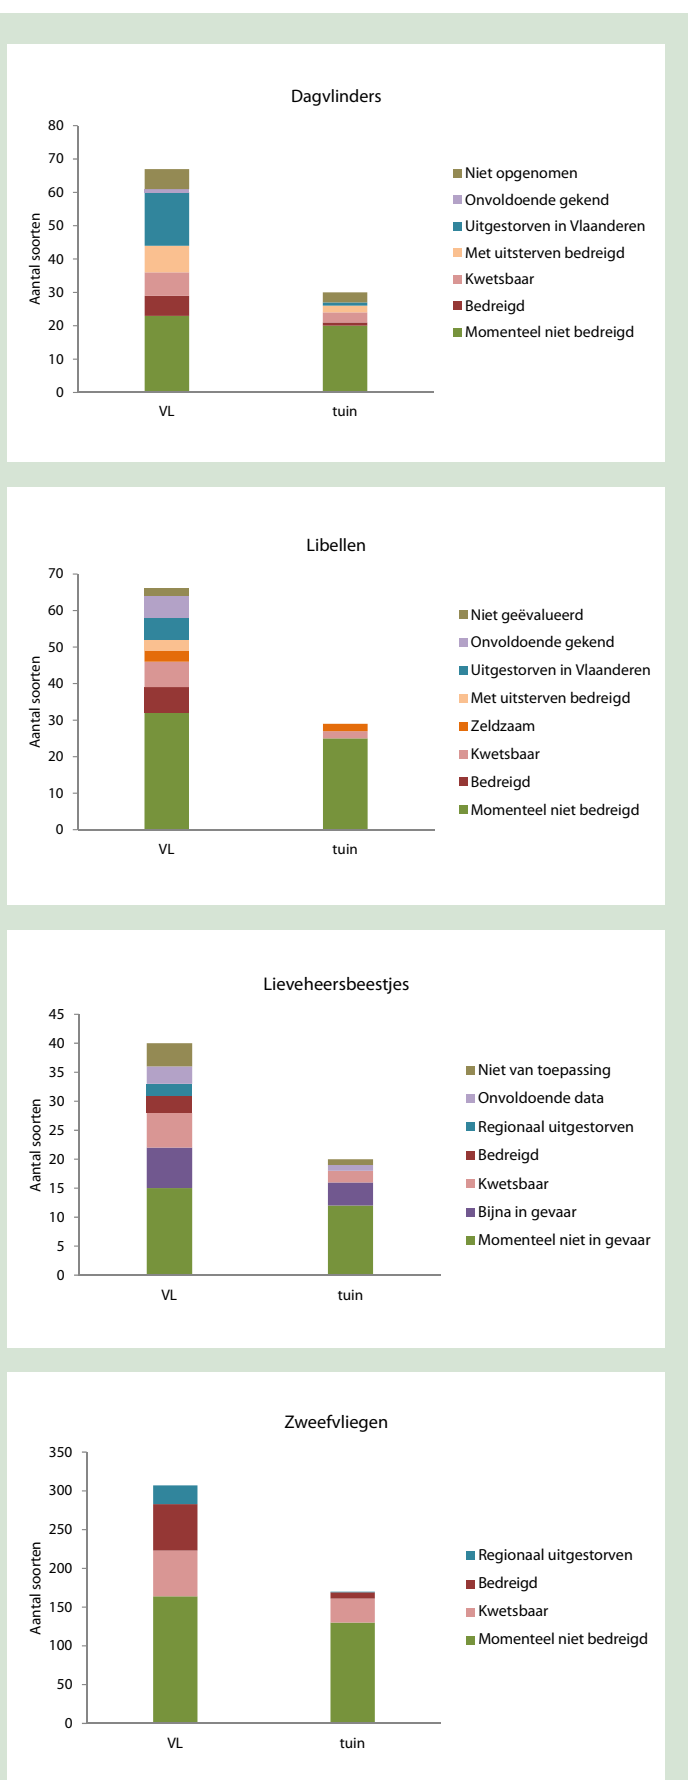 Dagvlinders
Aantal soorten
80
70
60
50
40
30
20
10
0
VL
tuin
Niet opgenomen
Onvoldoende gekend
Uitgestorven in Vlaanderen
Met uitsterven bedreigd
Kwetsbaar
Bedreigd
Momenteel niet bedreigd
Libellen
Aantal soorten
70
60
50
40
30
20
10
0
VL
tuin
Niet geëvalueerd
Onvoldoende gekend
Uitgestorven in Vlaanderen
Met uitsterven bedreigd
Zeldzaam
Kwetsbaar
Bedreigd
Momenteel niet bedreigd
Lieveheersbeestjes
Aantal soorten
45
40
35
30
25
20
15
10
5
0
VL
tuin
Niet van toepassing
Onvoldoende data
Regionaal uitgestorven
Bedreigd
Kwetsbaar
Bijna in gevaar
Momenteel niet in gevaar
Zweefvliegen
Aantal soorten
350
300
250
200
150
100
50
0
VL
tuin
Regionaal uitgestorven
Bedreigd
Kwetsbaar
Momenteel niet bedreigd